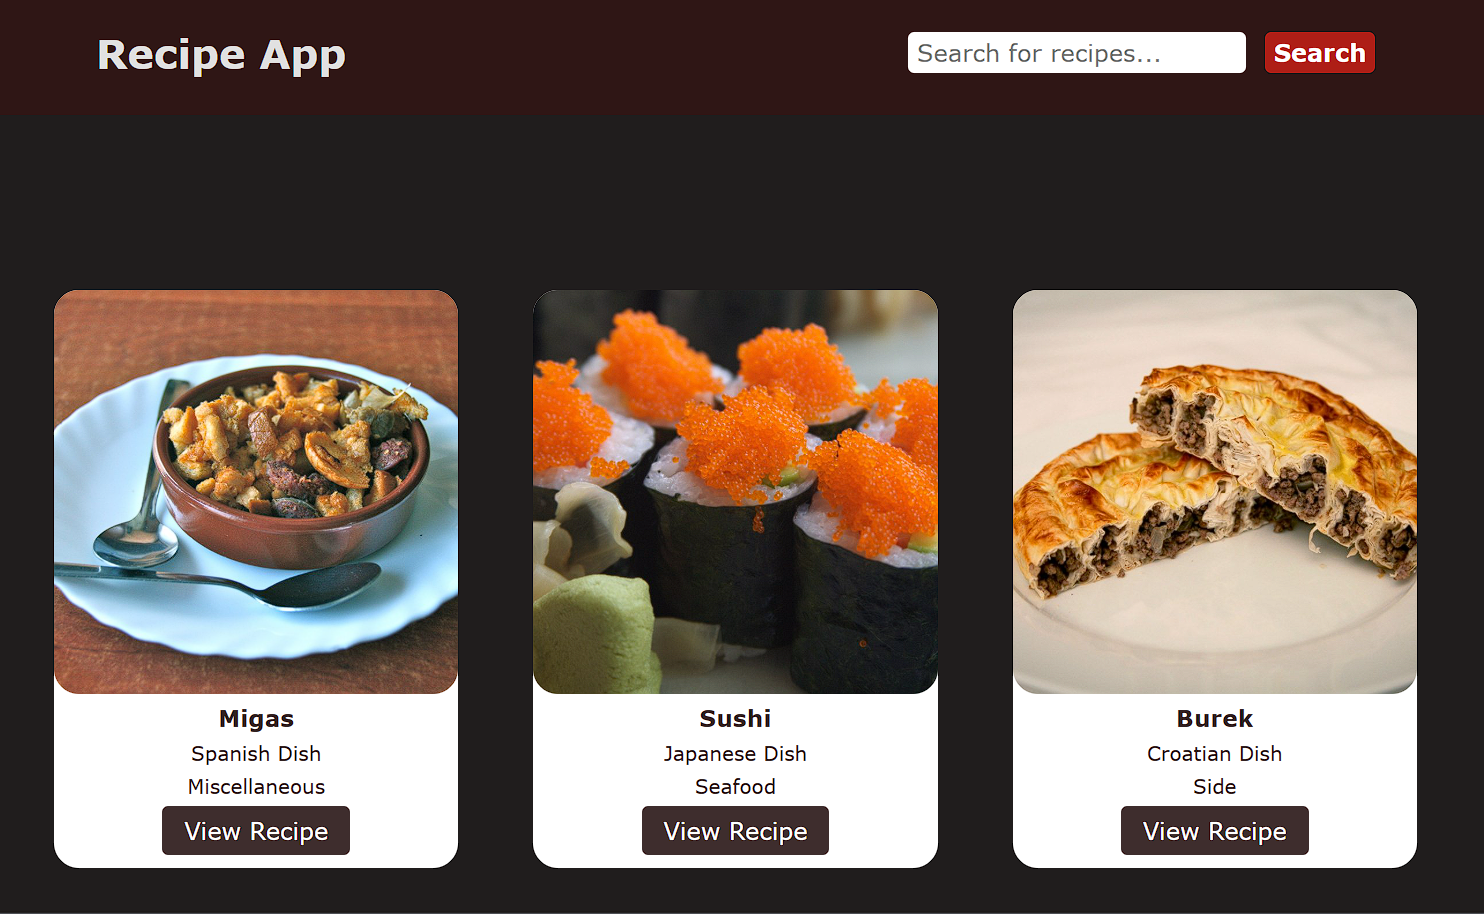 Recipe App
Search for recipes...
Search
Migas
Spanish Dish
Miscellaneous
View Recipe
Sushi
Japanese Dish
Seafood
View Recipe
Burek
Croatian Dish
Side
View Recipe